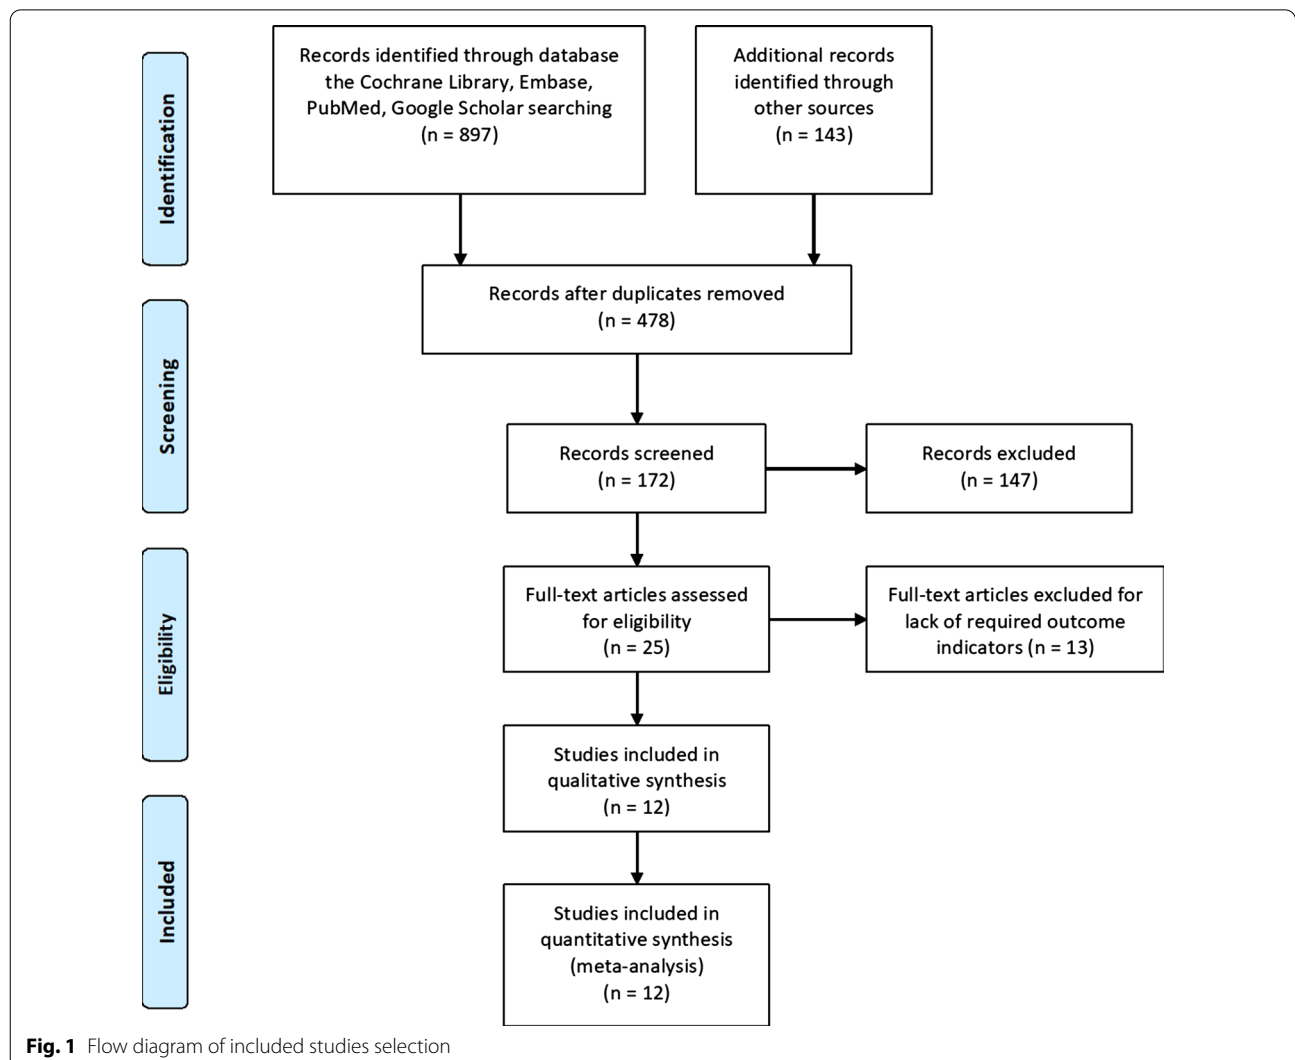 Identification
Records identified through database
the Cochrane Library, Embase,
PubMed, Google Scholar searching
(n = 897)
Additional records
identified through
other sources
(n = 143)
Records after duplicates removed
(n = 478)
Screening
Records screened
(n = 172)
Records excluded
(n = 147)
Eligibility
Full-text articles assessed
for eligibility
(n = 25)
Full-text articles excluded for
lack of required outcome
indicators (n = 13)
Studies included in
qualitative synthesis
(n = 12)
Included
Studies included in
quantitative synthesis
(meta-analysis)
(n = 12)
Fig. 1 Flow diagram of included studies selection